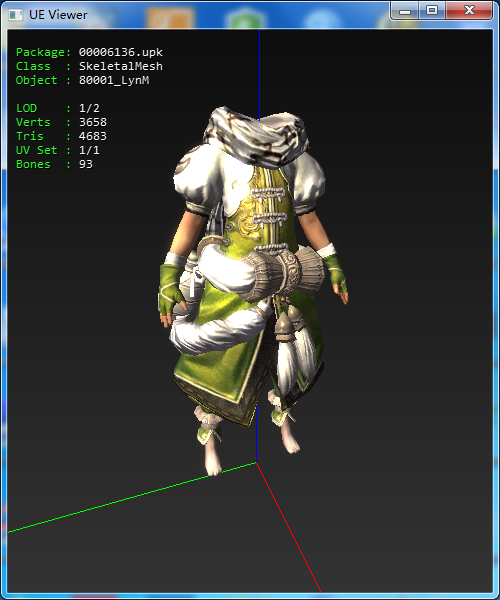 UE Viewer
Package: 00006136.upk
Class : SkeletalMesh
Object : 80001_LynM
LOD : 1/2
Verts : 3658
Tris : 4683
UV Set : 1/1
Bones : 93